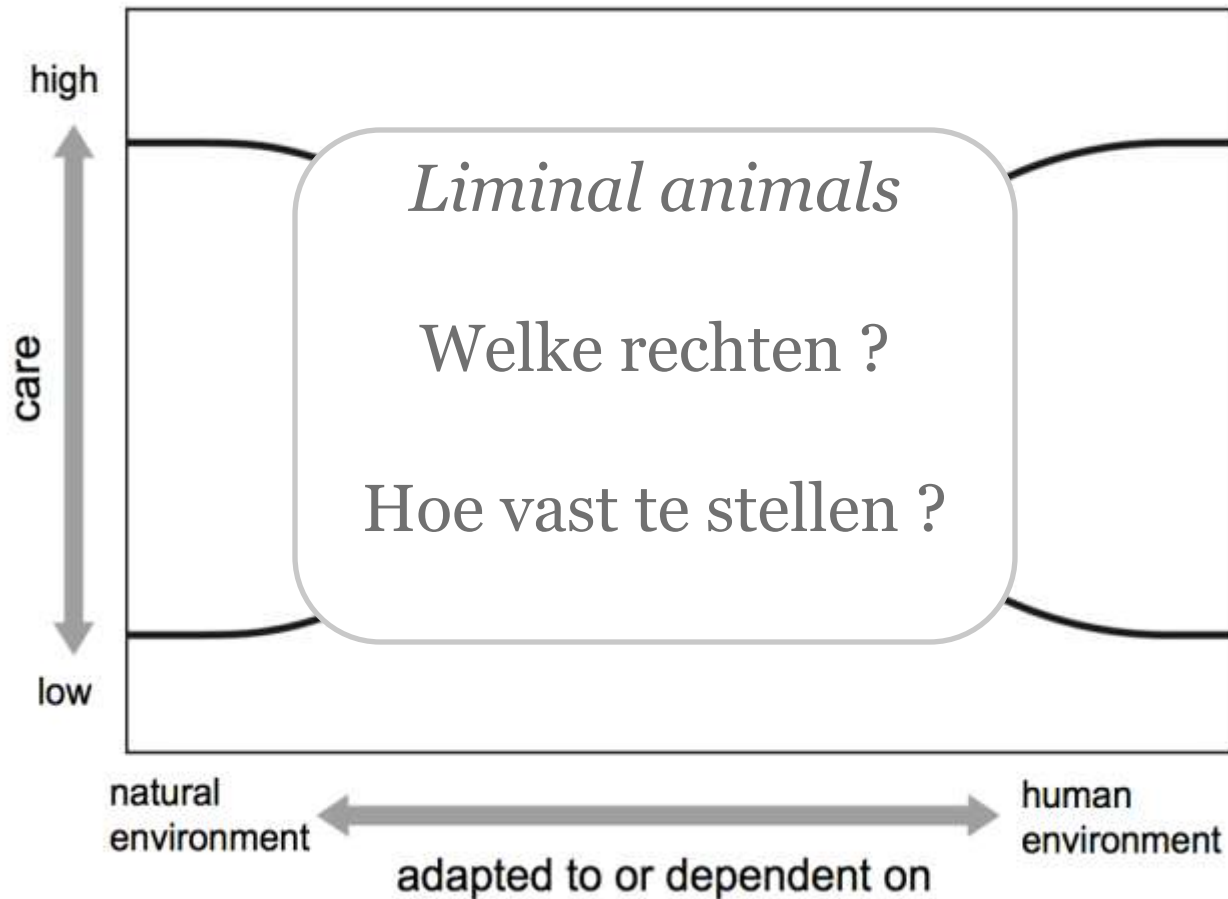 high
care
low
Liminal animals
Welke rechten ?
Hoe vast te stellen ?
natural
environment
human
environment
adapted to or dependent on